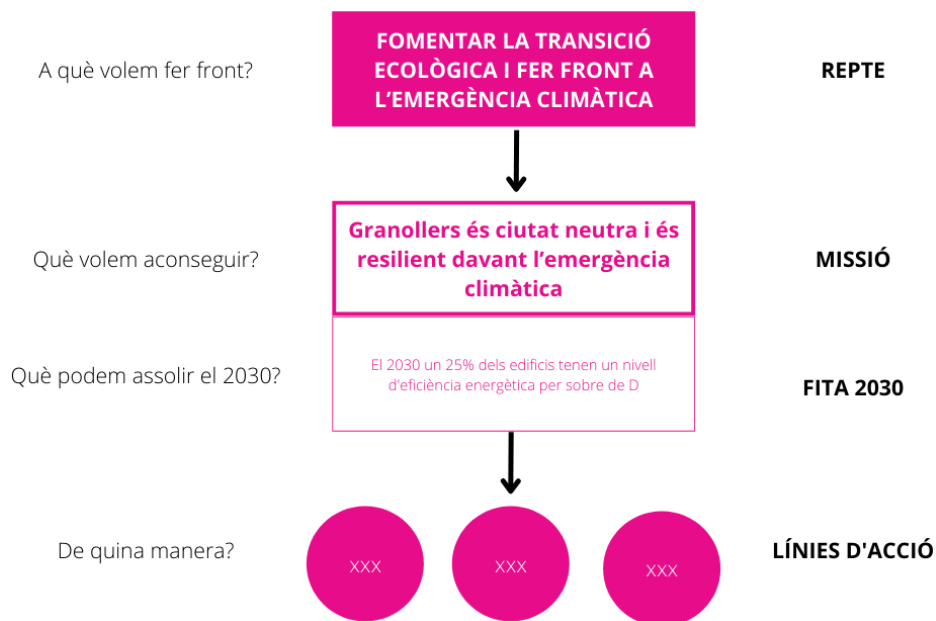 A què volem fer front?
FOMENTAR LA TRANSICIÓ
ECOLÒGICA I FER FRONT A
L'EMERGÈNCIA CLIMÀTICA
REPTE
Què volem aconseguir?
Granollers és ciutat neutra i és
resilient davant l'emergència
climàtica
MISSIÓ
Què podem assolir el 2030?
El 2030 un 25% dels edificis tenen un nivell
d'eficiència energètica per sobre de D
FITA 2030
De quina manera?
XXX
XXX
XXX
LÍNIES D'ACCIÓ